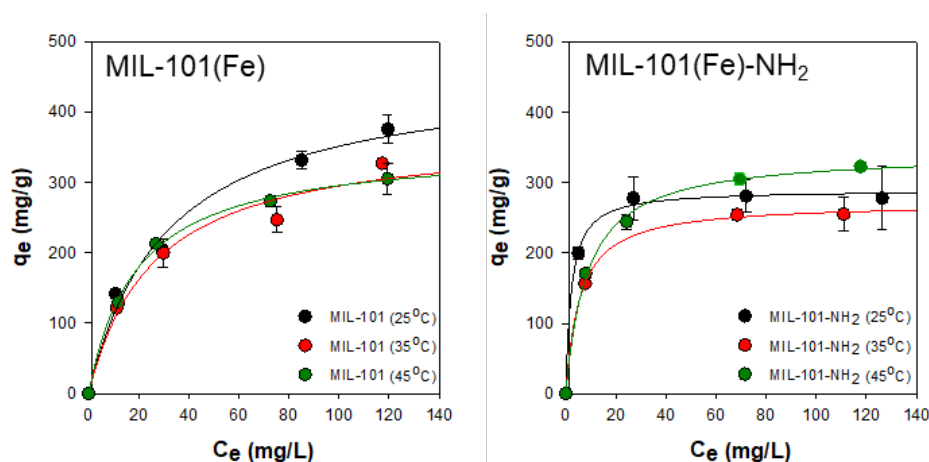 MIL-101(Fe)
500
400
300
200
100
0
qe (mg/g)
MIL-101 (25°C)
MIL-101 (35°C)
MIL-101 (45°C)
0 20 40 60 80 100 120 140
Ce (mg/L)
MIL-101(Fe)-NH2
500
400
300
200
100
0
qe (mg/g)
MIL-101-NH2 (25°C)
MIL-101-NH2 (35°C)
MIL-101-NH2 (45°C)
0 20 40 60 80 100 120 140
Ce (mg/L)